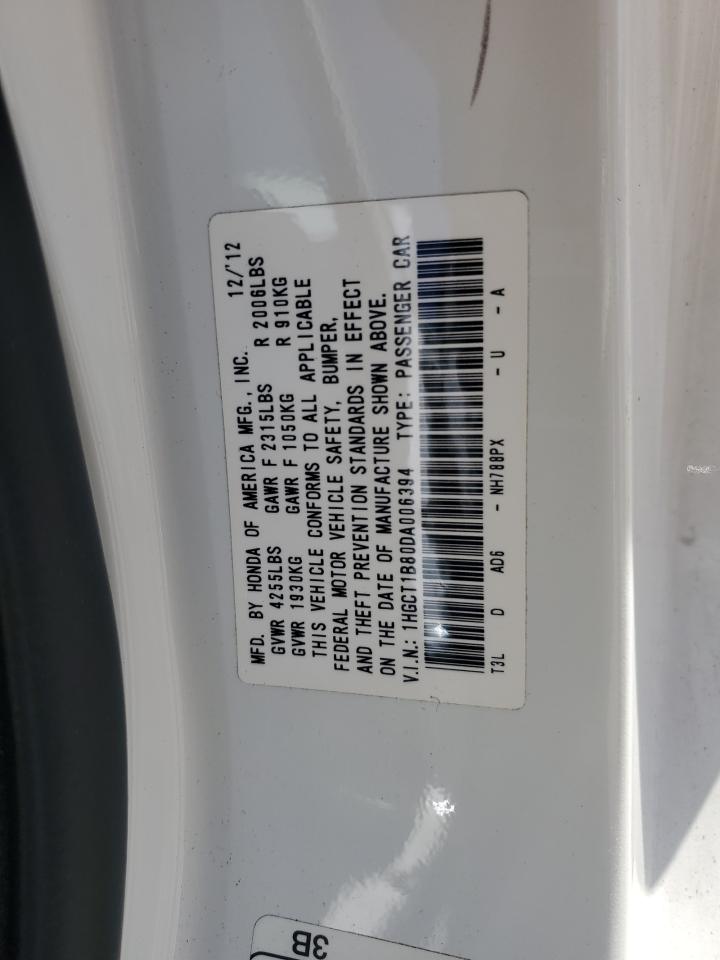 MFD. BY HONDA OF AMERICA MFG., INC. 12/'12
GVWR 4255LBS GAWR F 2315LBS R 2006LBS
GVWR 1930KG GAWR F 1050KG R 910KG
THIS VEHICLE CONFORMS TO ALL APPLICABLE
FEDERAL MOTOR VEHICLE SAFETY, BUMPER,
AND THEFT PREVENTION STANDARDS IN EFFECT
ON THE DATE OF MANUFACTURE SHOWN ABOVE.
V.I.N.: 1HGCT1B80DA006394 TYPE: PASSENGER CAR
T3L D AD6 - NH788PX - U - A
3B